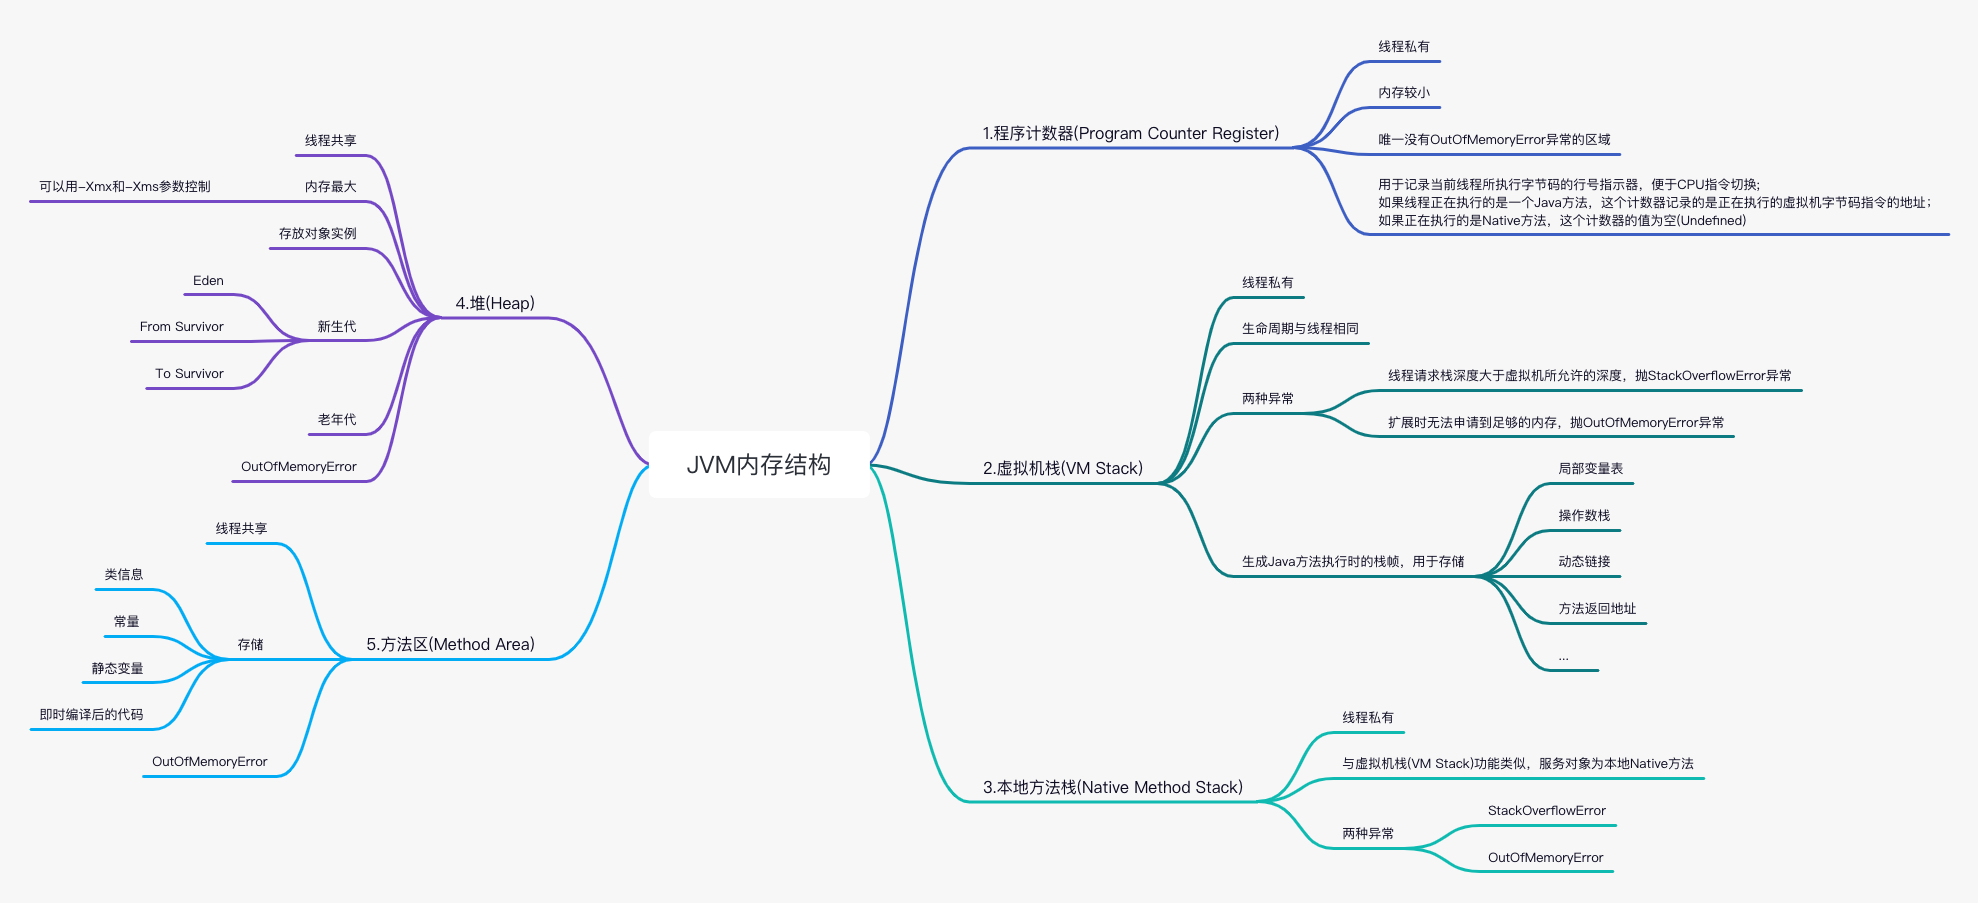 JVM内存结构
1.程序计数器(Program Counter Register)
线程私有
内存较小
唯一没有OutOfMemoryError异常的区域
用于记录当前线程所执行字节码的行号指示器，便于CPU指令切换;
如果线程正在执行的是一个Java方法，这个计数器记录的是正在执行的虚拟机字节码指令的地址；
如果正在执行的是Native方法，这个计数器的值为空(Undefined)
2.虚拟机栈(VM Stack)
线程私有
生命周期与线程相同
两种异常
线程请求栈深度大于虚拟机所允许的深度，抛StackOverflowError异常
扩展时无法申请到足够的内存，抛OutOfMemoryError异常
生成Java方法执行时的栈帧，用于存储
局部变量表
操作数栈
动态链接
方法返回地址
...
3.本地方法栈(Native Method Stack)
线程私有
与虚拟机栈(VM Stack)功能类似，服务对象为本地Native方法
两种异常
StackOverflowError
OutOfMemoryError
4.堆(Heap)
线程共享
内存最大
可以用-Xmx和-Xms参数控制
存放对象实例
新生代
Eden
From Survivor
To Survivor
老年代
OutOfMemoryError
5.方法区(Method Area)
线程共享
存储
类信息
常量
静态变量
即时编译后的代码
OutOfMemoryError